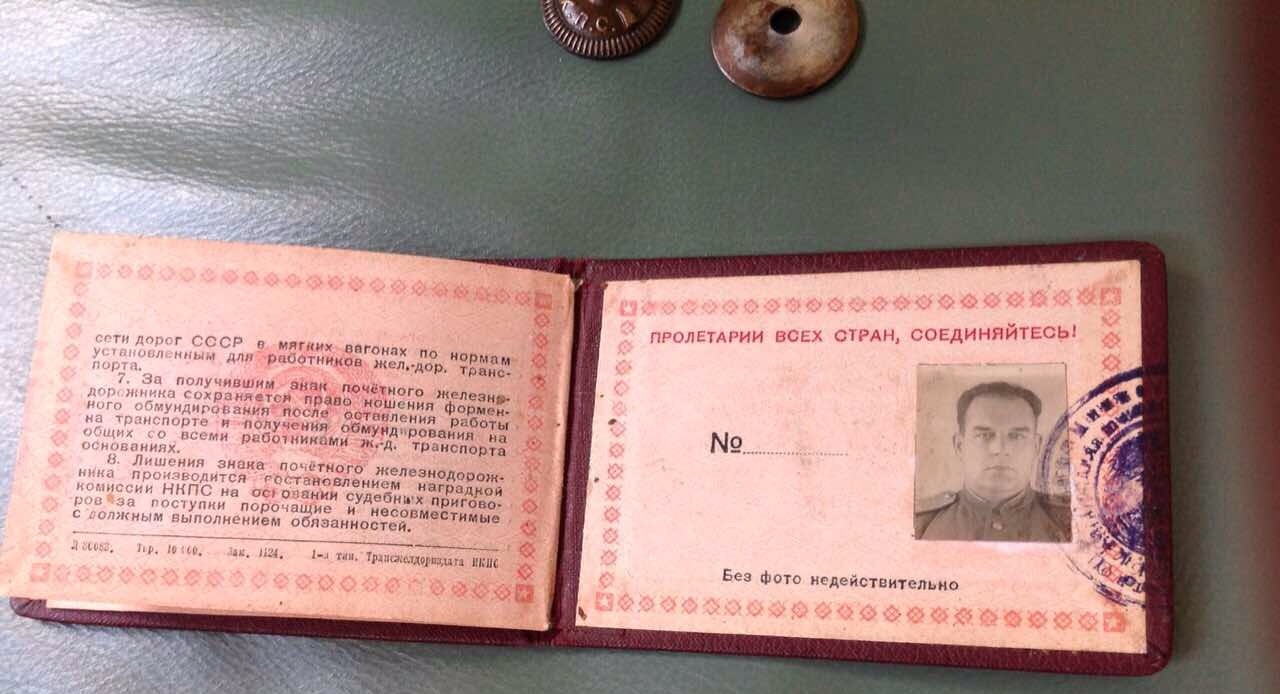 П.С.
сети дорог СССР в мягких вагонах по нормам
установленным для работников жел.-дор. транс-
порта.
7. За получившим знак почётного железно-
дорожника сохраняется право ношения формен-
ного обмундирования после оставления работы
на транспорте и получения обмундирования на
общих со всеми работниками ж.-д. транспорта
основаниях.
8. Лишения знака почётного железнодорож-
ника производится постановлением наградкой
комиссии НКПС на основании судебных пригово-
ров за поступки порочащие и несовместимые
с должным выполнением обязанностей.
Тир. Зак. 1124. 1-я тип. Трансжелдориздата НКПС
ПРОЛЕТАРИИ ВСЕХ СТРАН, СОЕДИНЯЙТЕСЬ!
№
Без фото недействительно